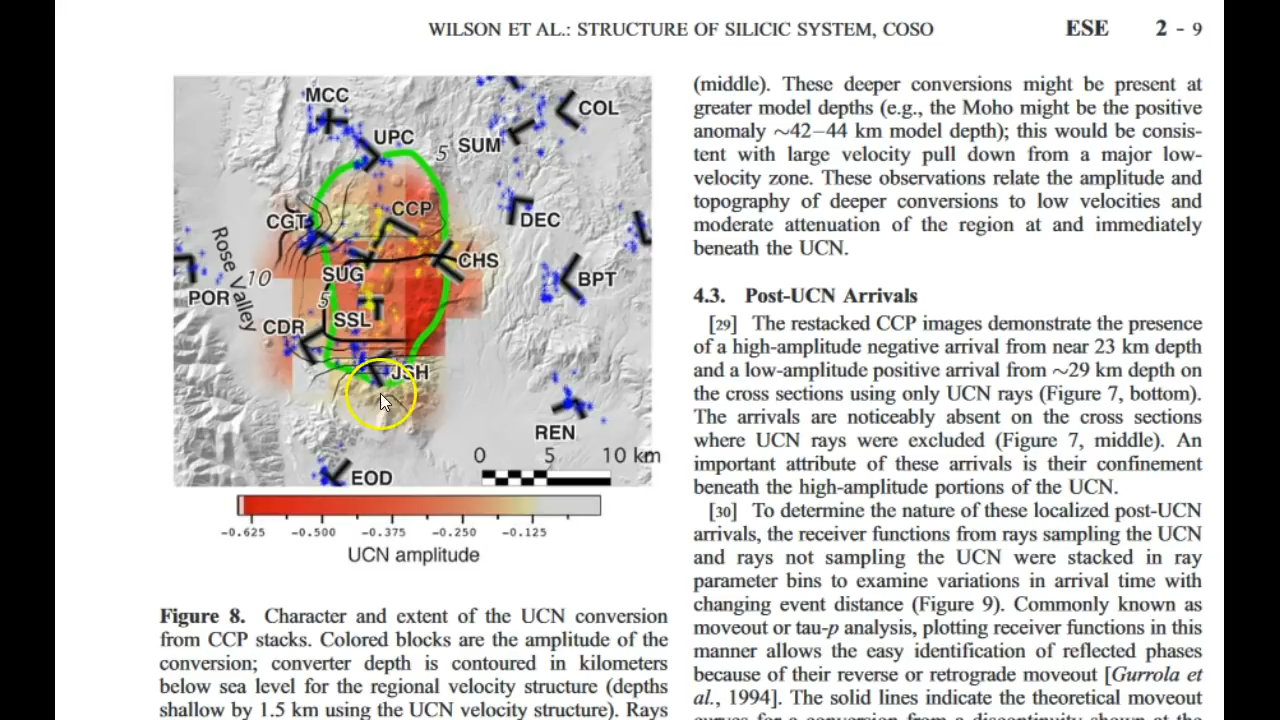 WILSON ET AL.: STRUCTURE OF SILICIC SYSTEM, COSO
ESE 2 - 9
MCC
COL
UPC
5
SUM
CCP
CGT
DEC
Rose Valley
SUG
CHS
10
BPT
POR
5
SSL
CDR
JSH
REN
0 5 10 km
EOD
-0.625 -0.500 -0.375 -0.250 -0.125
UCN amplitude
Figure 8. Character and extent of the UCN conversion
from CCP stacks. Colored blocks are the amplitude of the
conversion; converter depth is contoured in kilometers
below sea level for the regional velocity structure (depths
shallow by 1.5 km using the UCN velocity structure). Rays
(middle). These deeper conversions might be present at
greater model depths (e.g., the Moho might be the positive
anomaly ~42–44 km model depth); this would be consis-
tent with large velocity pull down from a major low-
velocity zone. These observations relate the amplitude and
topography of deeper conversions to low velocities and
moderate attenuation of the region at and immediately
beneath the UCN.
4.3. Post-UCN Arrivals
[29] The restacked CCP images demonstrate the presence
of a high-amplitude negative arrival from near 23 km depth
and a low-amplitude positive arrival from ~29 km depth on
the cross sections using only UCN rays (Figure 7, bottom).
The arrivals are noticeably absent on the cross sections
where UCN rays were excluded (Figure 7, middle). An
important attribute of these arrivals is their confinement
beneath the high-amplitude portions of the UCN.
[30] To determine the nature of these localized post-UCN
arrivals, the receiver functions from rays sampling the UCN
and rays not sampling the UCN were stacked in ray
parameter bins to examine variations in arrival time with
changing event distance (Figure 9). Commonly known as
moveout or tau-p analysis, plotting receiver functions in this
manner allows the easy identification of reflected phases
because of their reverse or retrograde moveout [Gurrola et
al., 1994]. The solid lines indicate the theoretical moveout
curves for a conversion from a discontinuity shown at the